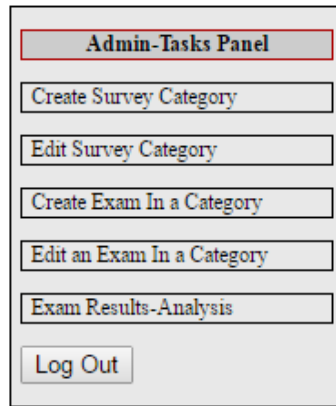 Admin-Tasks Panel
Create Survey Category
Edit Survey Category
Create Exam In a Category
Edit an Exam In a Category
Exam Results-Analysis
Log Out